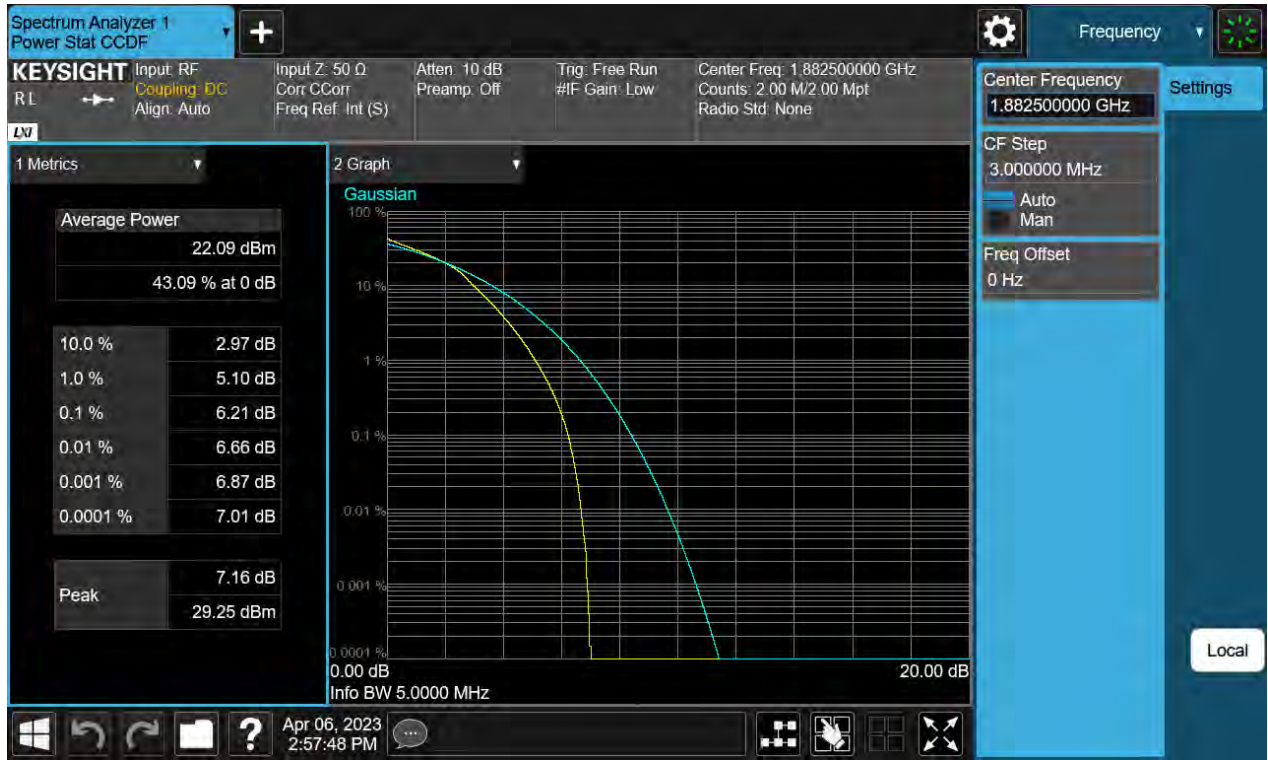 Spectrum Analyzer 1
Power Stat CCDF
+
Frequency
KEYSIGHT
RL
LXI
Input: RF
Coupling: DC
Align: Auto
Input Z: 50 Ω
Corr CCorr
Freq Ref: Int (S)
Atten: 10 dB
Preamp: Off
Trig: Free Run
#IF Gain: Low
Center Freq: 1.882500000 GHz
Counts: 2.00 M/2.00 Mpt
Radio Std: None
Center Frequency
1.882500000 GHz
Settings
CF Step
3.000000 MHz
Auto
Man
Freq Offset
0 Hz
1 Metrics
Average Power
22.09 dBm
43.09 % at 0 dB
10.0 % 2.97 dB
1.0 % 5.10 dB
0.1 % 6.21 dB
0.01 % 6.66 dB
0.001 % 6.87 dB
0.0001 % 7.01 dB
Peak
7.16 dB
29.25 dBm
2 Graph
Gaussian
100 %
10 %
1 %
0.1 %
0.01 %
0.001 %
0.0001 %
0.00 dB 20.00 dB
Info BW 5.0000 MHz
Local
?
Apr 06, 2023
2:57:48 PM